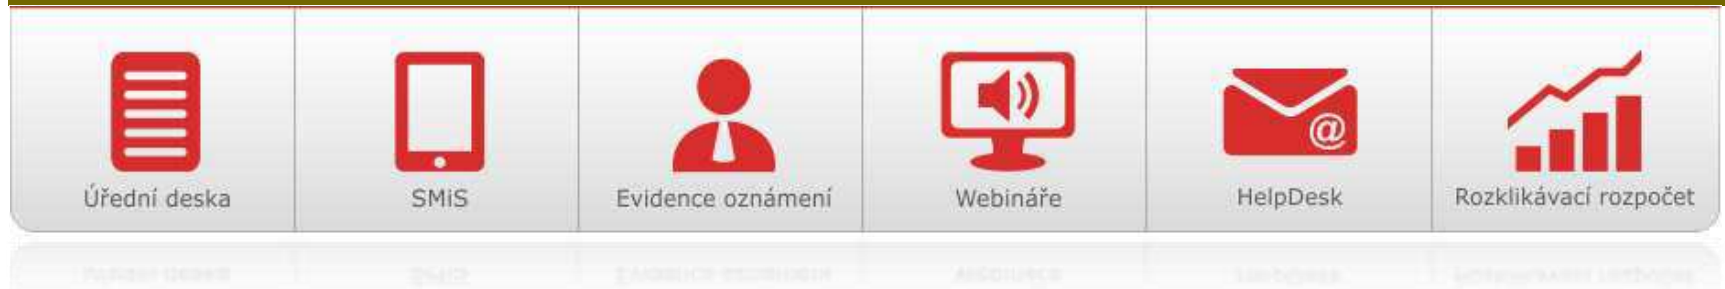 Úřední deska
SMiS
Evidence oznámení
Webináře
@
HelpDesk
Rozklikávací rozpočet